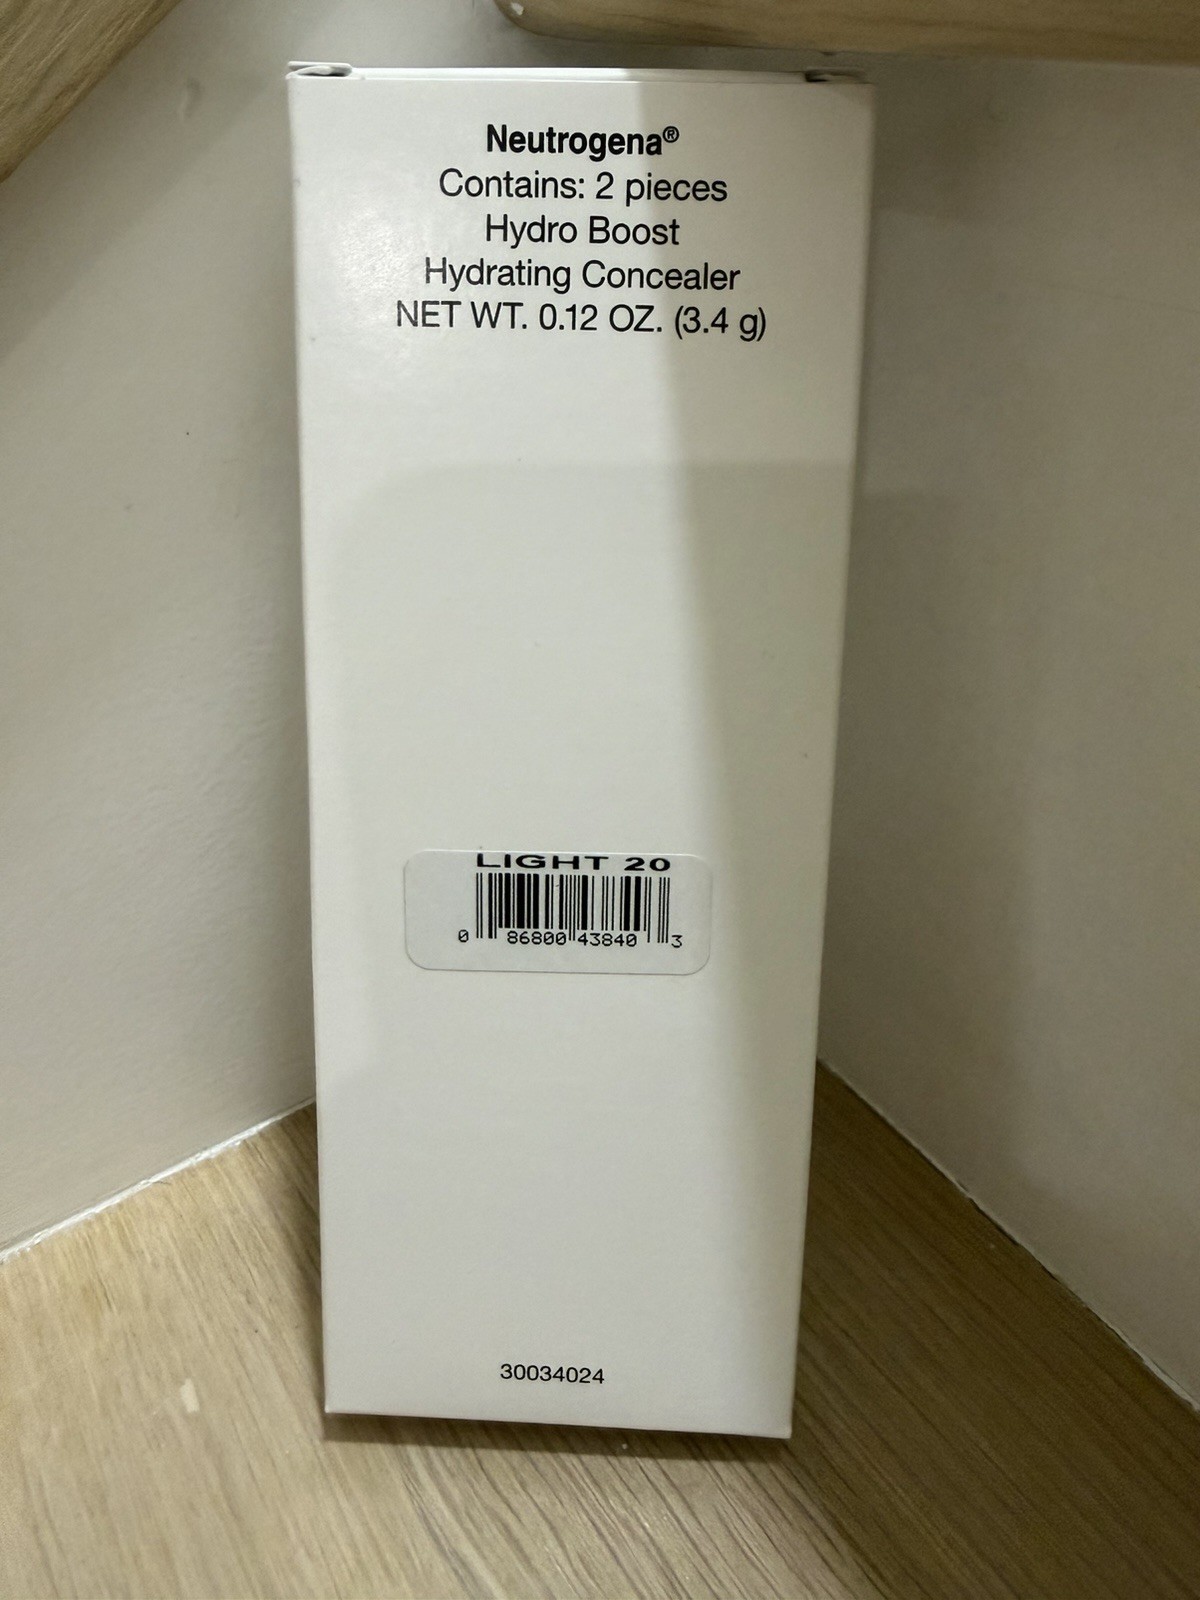 Neutrogena®
Contains: 2 pieces
Hydro Boost
Hydrating Concealer
NET WT. 0.12 OZ. (3.4 g)
LIGHT 20
0 86800 43840 3
30034024